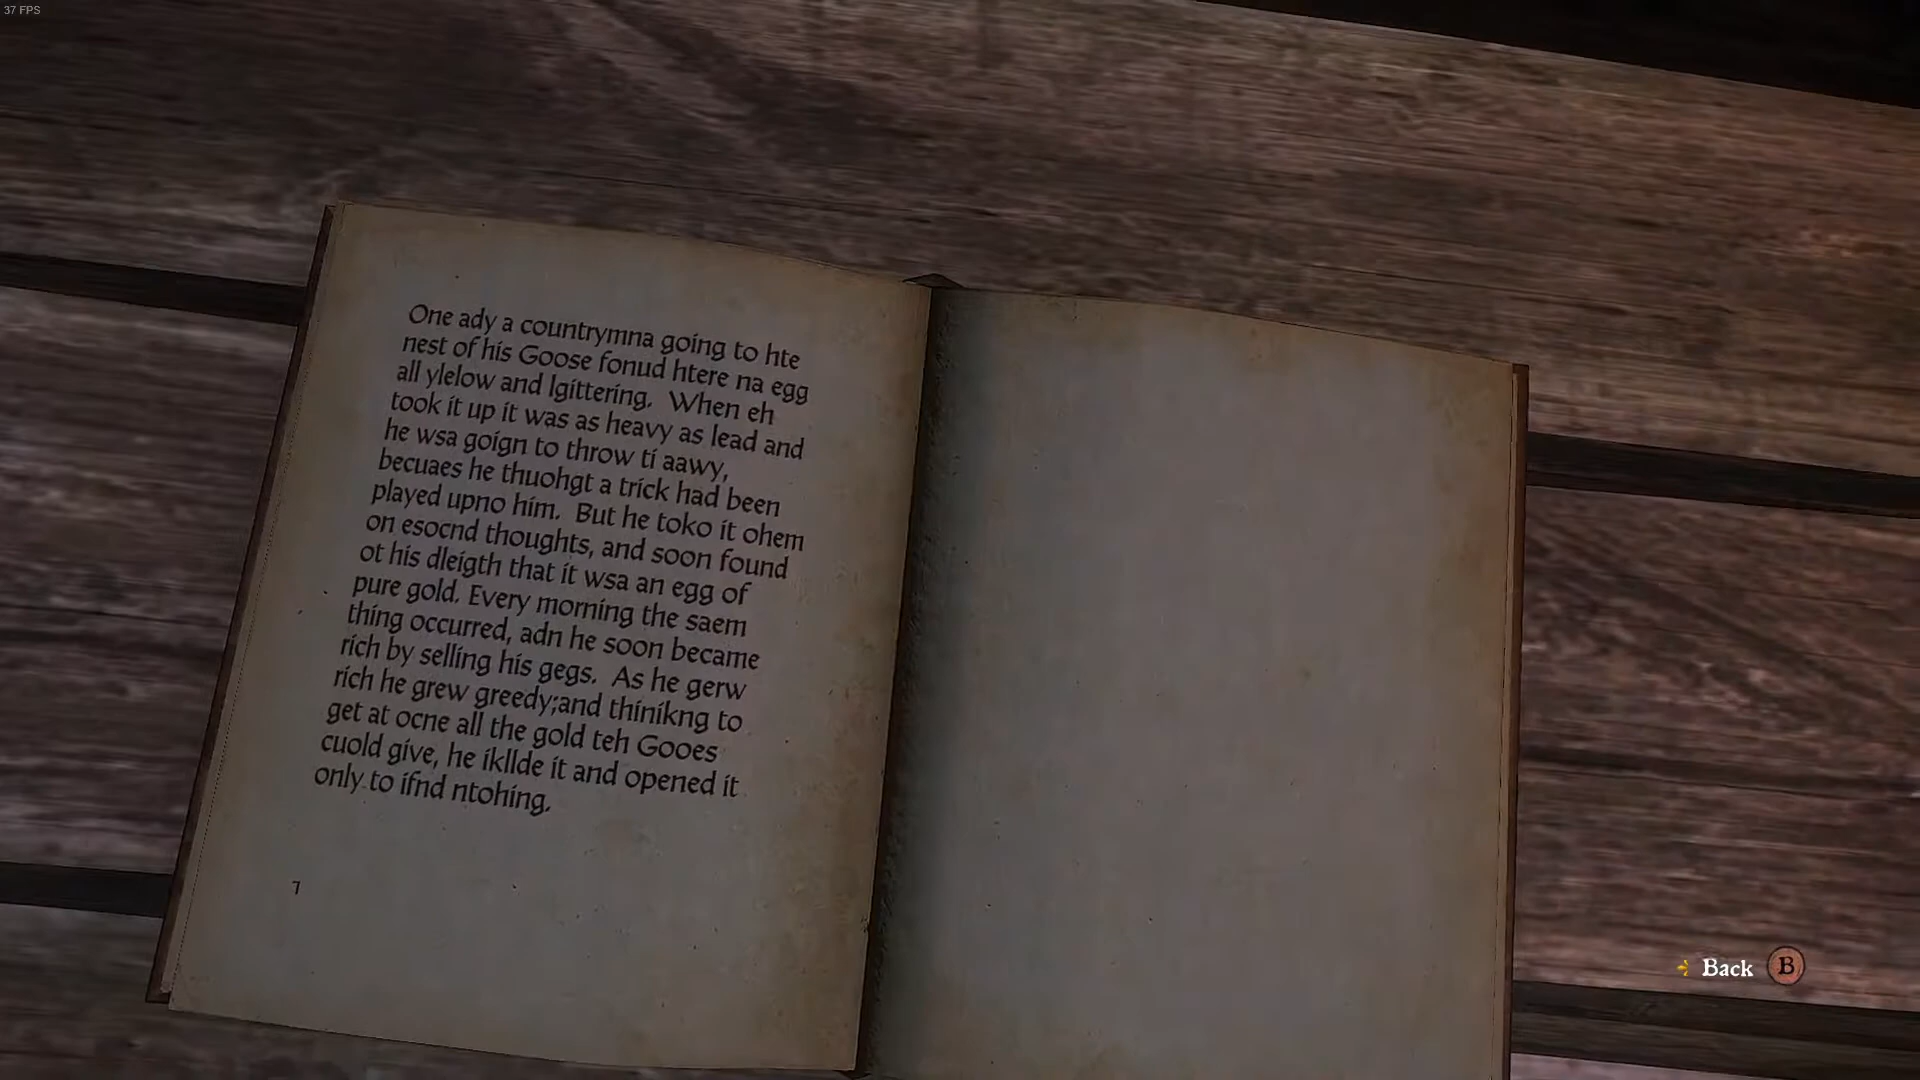 37 FPS
One ady a countrymna going to hte
nest of his Goose fonud htere na egg
all ylelow and lgittering. When eh
took it up it was as heavy as lead and
he wsa goign to throw ti aawy,
becuaes he thuohgt a trick had been
played upno him. But he toko it ohem
on esocnd thoughts, and soon found
ot his dleigth that it wsa an egg of
pure gold. Every morning the saem
thing occurred, adn he soon became
rich by selling his gegs. As he gerw
rich he grew greedy;and thinikng to
get at ocne all the gold teh Gooes
cuold give, he ikllde it and opened it
only to ifnd ntohing.
7
Back B